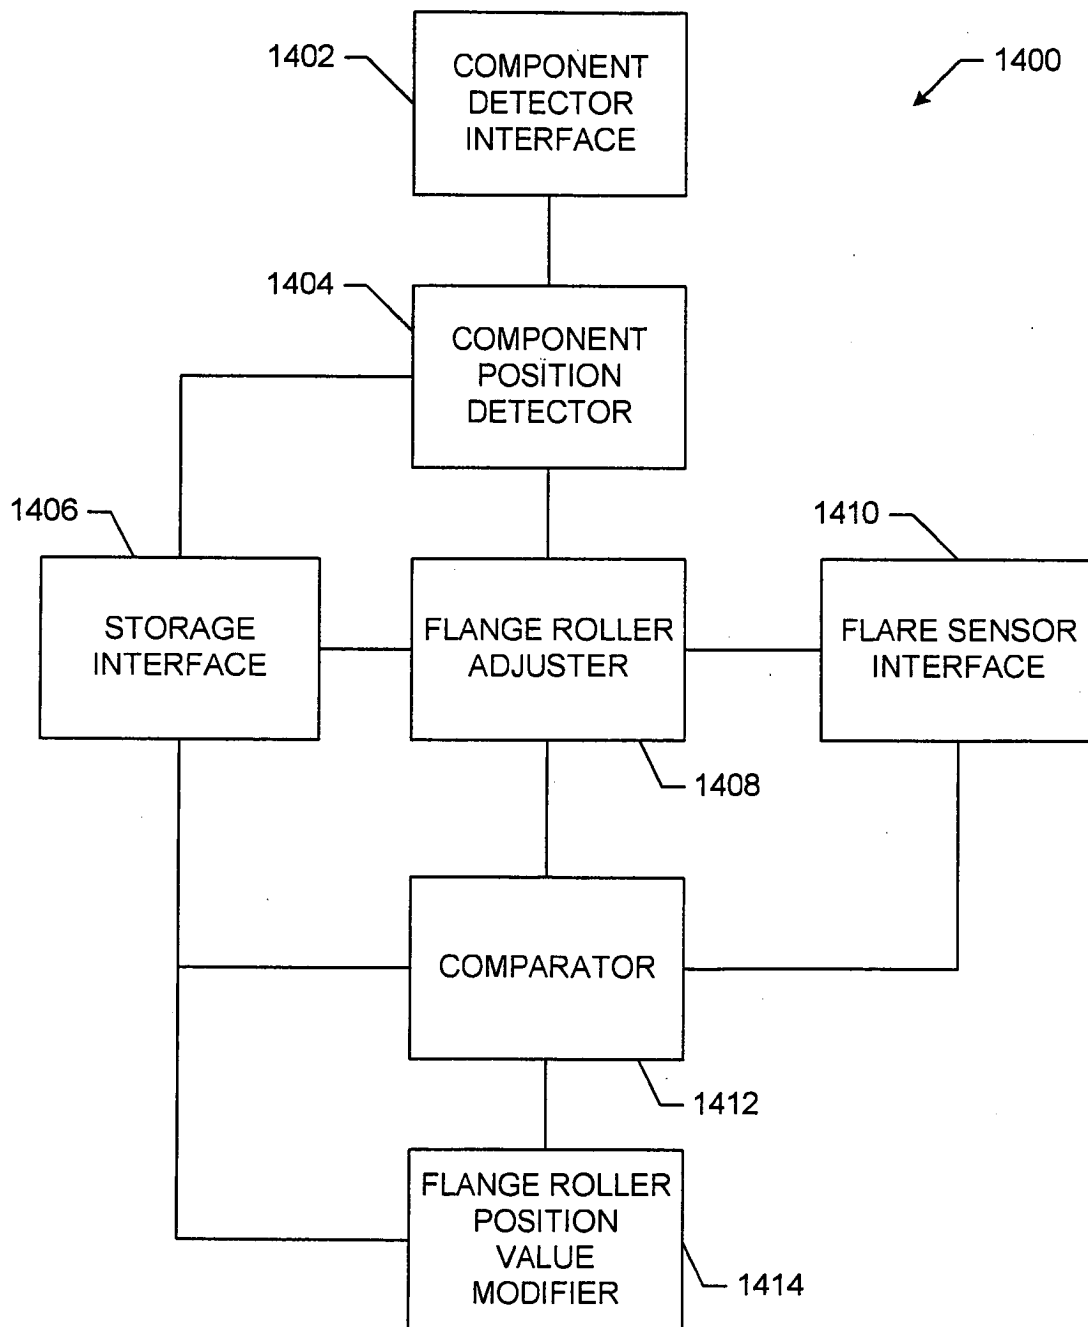 1402
COMPONENT
DETECTOR
INTERFACE
1400
1404
COMPONENT
POSITION
DETECTOR
1406
STORAGE
INTERFACE
FLANGE ROLLER
ADJUSTER
1408
1410
FLARE SENSOR
INTERFACE
COMPARATOR
1412
FLANGE ROLLER
POSITION
VALUE
MODIFIER
1414